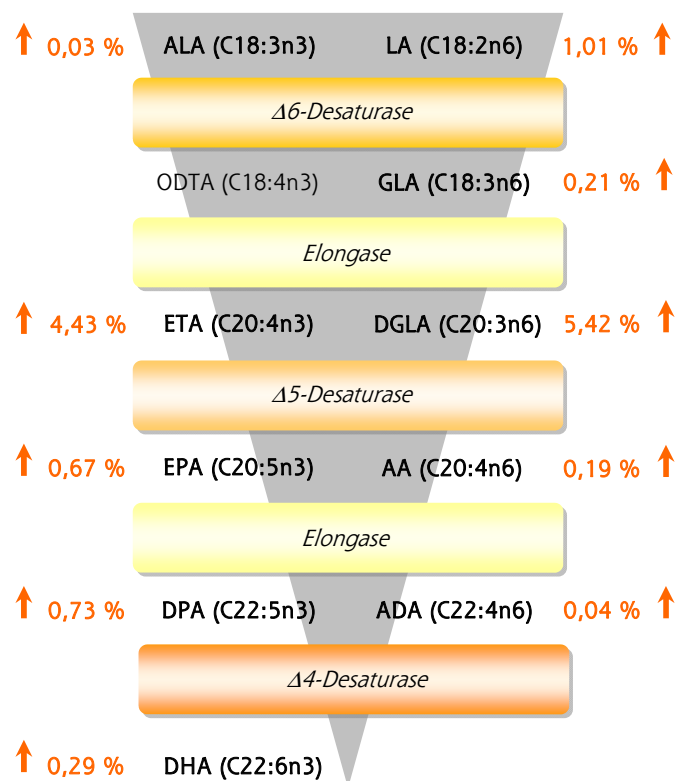 0,03 % ALA (C18:3n3) LA (C18:2n6) 1,01 %
Δ6-Desaturase
ODTA (C18:4n3) GLA (C18:3n6) 0,21 %
Elongase
4,43 % ETA (C20:4n3) DGLA (C20:3n6) 5,42 %
Δ5-Desaturase
0,67 % EPA (C20:5n3) AA (C20:4n6) 0,19 %
Elongase
0,73 % DPA (C22:5n3) ADA (C22:4n6) 0,04 %
Δ4-Desaturase
0,29 % DHA (C22:6n3)